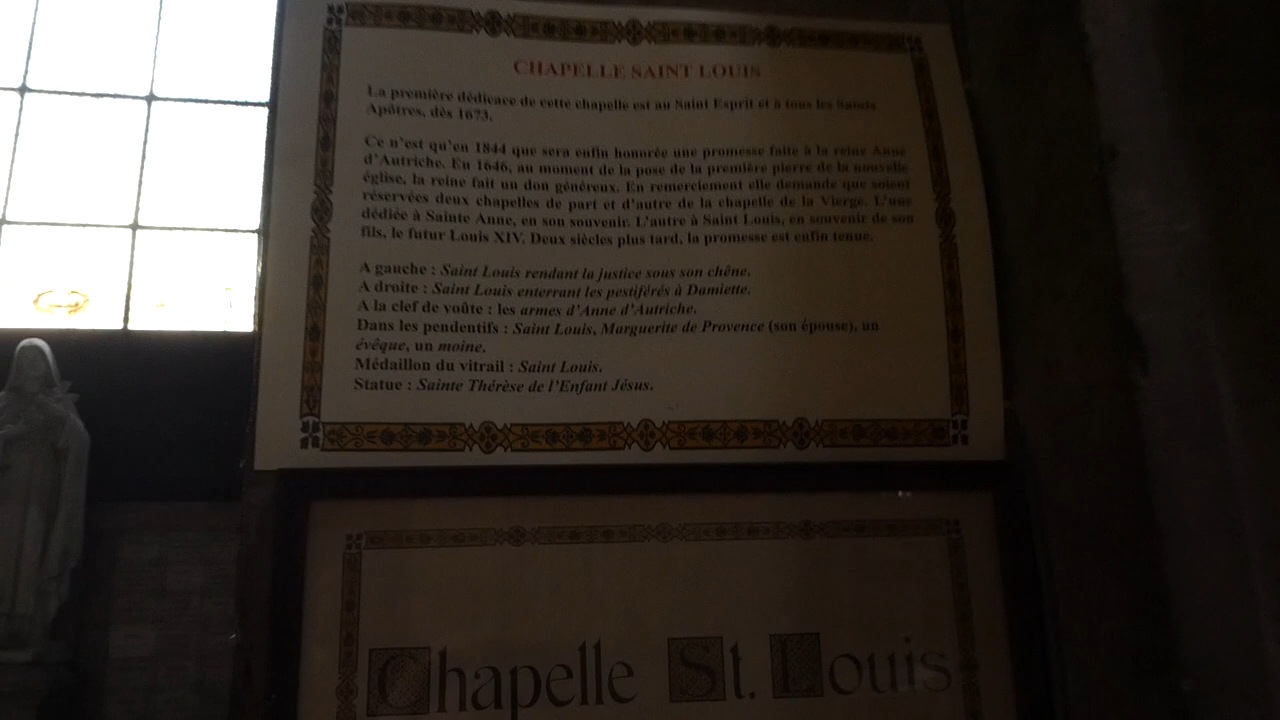 CHAPELLE SAINT LOUIS
La première dédicace de cette chapelle est au Saint Esprit et à tous les Saints
Apôtres, dès 1673.
Ce n'est qu'en 1844 que sera enfin honorée une promesse faite à la reine Anne
d'Autriche. En 1646, au moment de la pose de la première pierre de la nouvelle
église, la reine fait un don généreux. En remerciement elle demande que soient
réservées deux chapelles de part et d'autre de la chapelle de la Vierge. L'une
dédiée à Sainte Anne, en son souvenir. L'autre à Saint Louis, en souvenir de son
fils, le futur Louis XIV. Deux siècles plus tard, la promesse est enfin tenue.
A gauche : Saint Louis rendant la justice sous son chêne.
A droite : Saint Louis enterrant les pestiférés à Damiette.
A la clef de voûte : les armes d'Anne d'Autriche.
Dans les pendentifs : Saint Louis, Marguerite de Provence (son épouse), un
évêque, un moine.
Médaillon du vitrail : Saint Louis.
Statue : Sainte Thérèse de l'Enfant Jésus.
Chapelle St. Louis